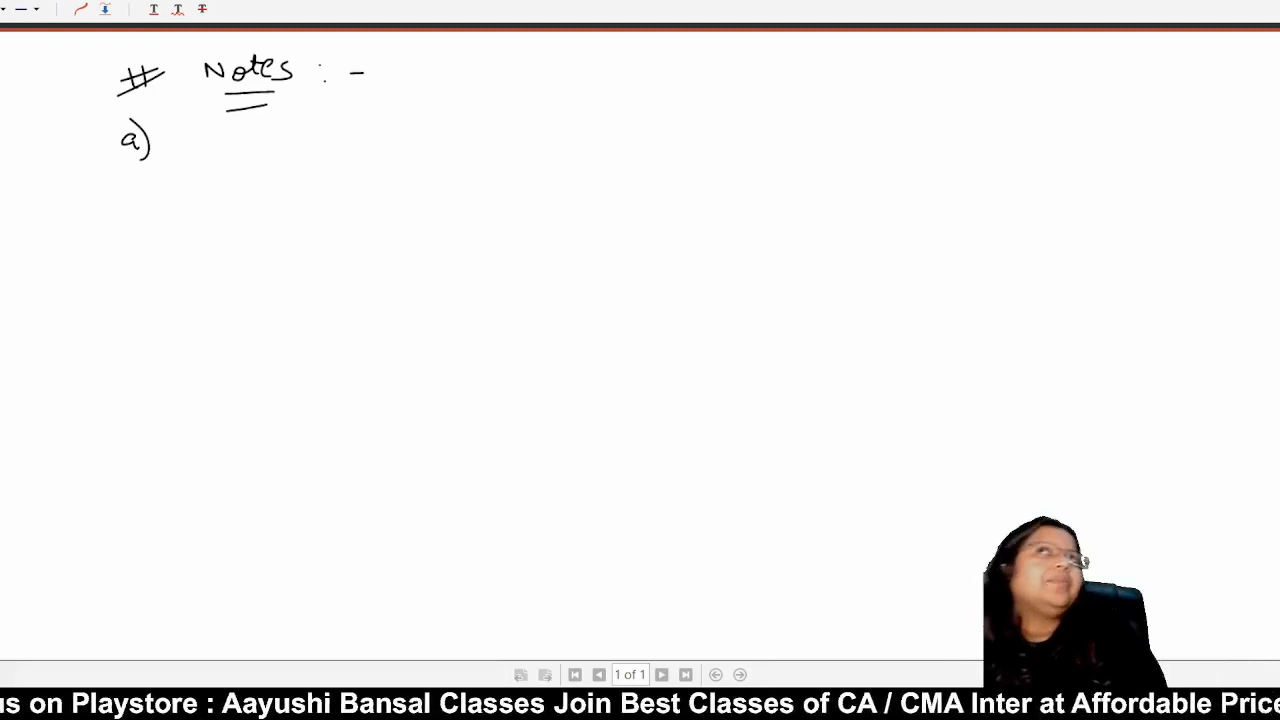 T T T
# Notes : -
a)
1 of 1
us on Playstore : Aayushi Bansal Classes Join Best Classes of CA / CMA Inter at Affordable Price